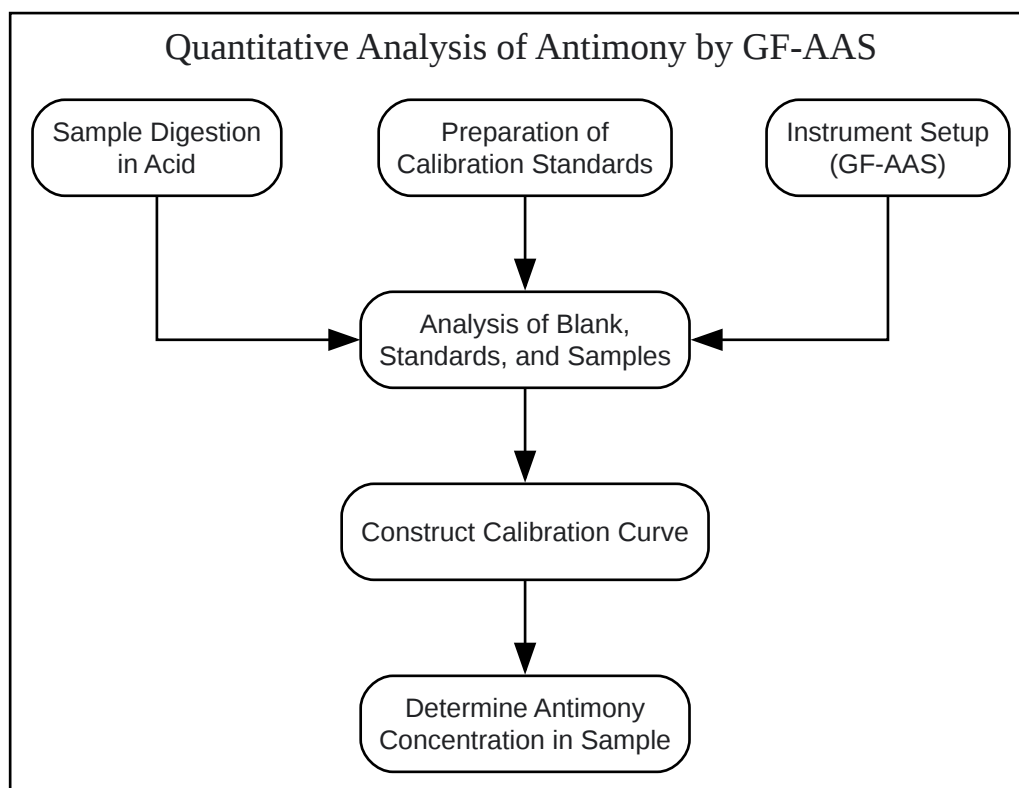 Quantitative Analysis of Antimony by GF-AAS
Sample Digestion
in Acid
Preparation of
Calibration Standards
Instrument Setup
(GF-AAS)
Analysis of Blank,
Standards, and Samples
Construct Calibration Curve
Determine Antimony
Concentration in Sample